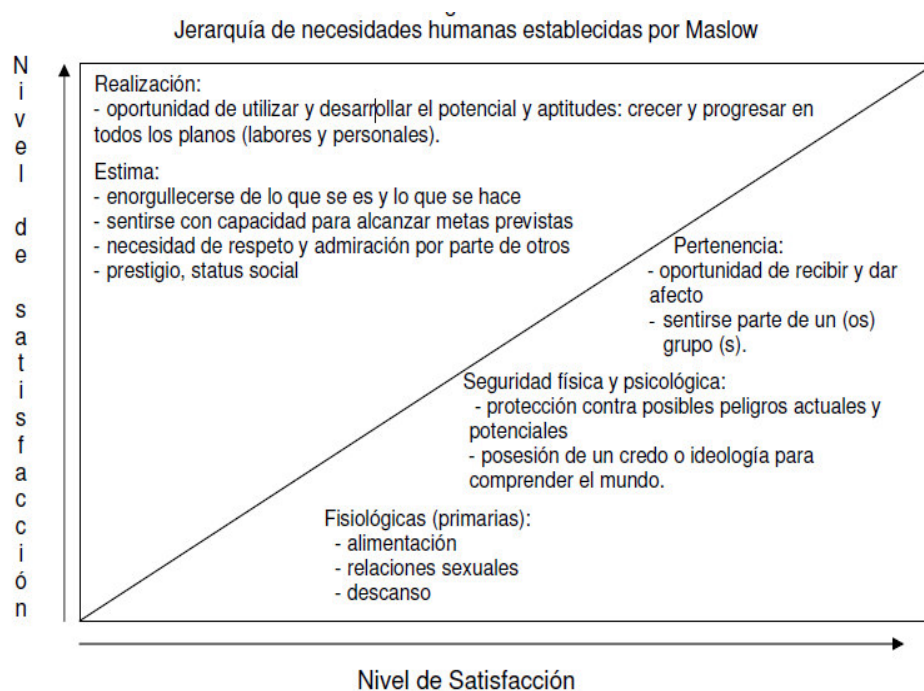 Jerarquía de necesidades humanas establecidas por Maslow
Nivel de satisfacción
Realización:
- oportunidad de utilizar y desarrollar el potencial y aptitudes: crecer y progresar en
todos los planos (labores y personales).
Estima:
- enorgullecerse de lo que se es y lo que se hace
- sentirse con capacidad para alcanzar metas previstas
- necesidad de respeto y admiración por parte de otros
- prestigio, status social
Pertenencia:
- oportunidad de recibir y dar
afecto
- sentirse parte de un (os)
grupo (s).
Seguridad física y psicológica:
- protección contra posibles peligros actuales y
potenciales
- posesión de un credo o ideología para
comprender el mundo.
Fisiológicas (primarias):
- alimentación
- relaciones sexuales
- descanso
Nivel de Satisfacción